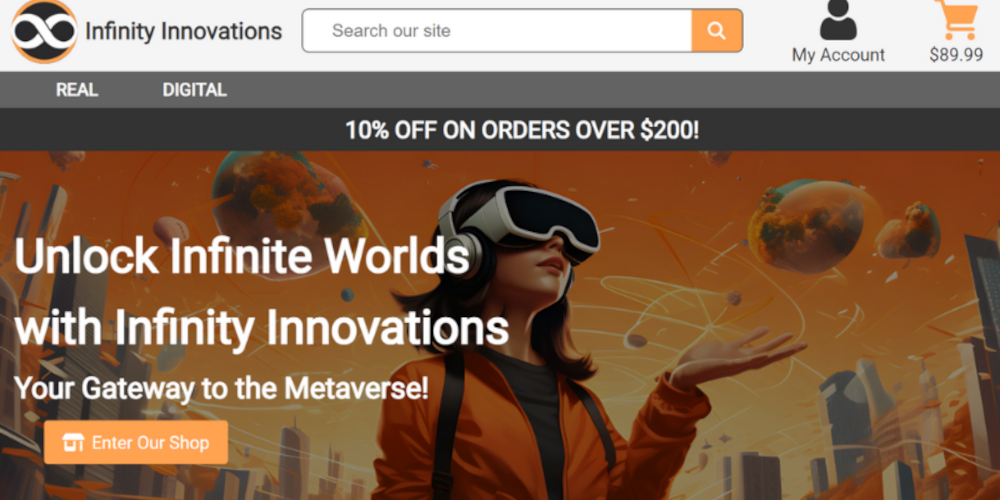 Infinity Innovations
Search our site
My Account
$89.99
REAL
DIGITAL
10% OFF ON ORDERS OVER $200!
Unlock Infinite Worlds
with Infinity Innovations
Your Gateway to the Metaverse!
Enter Our Shop